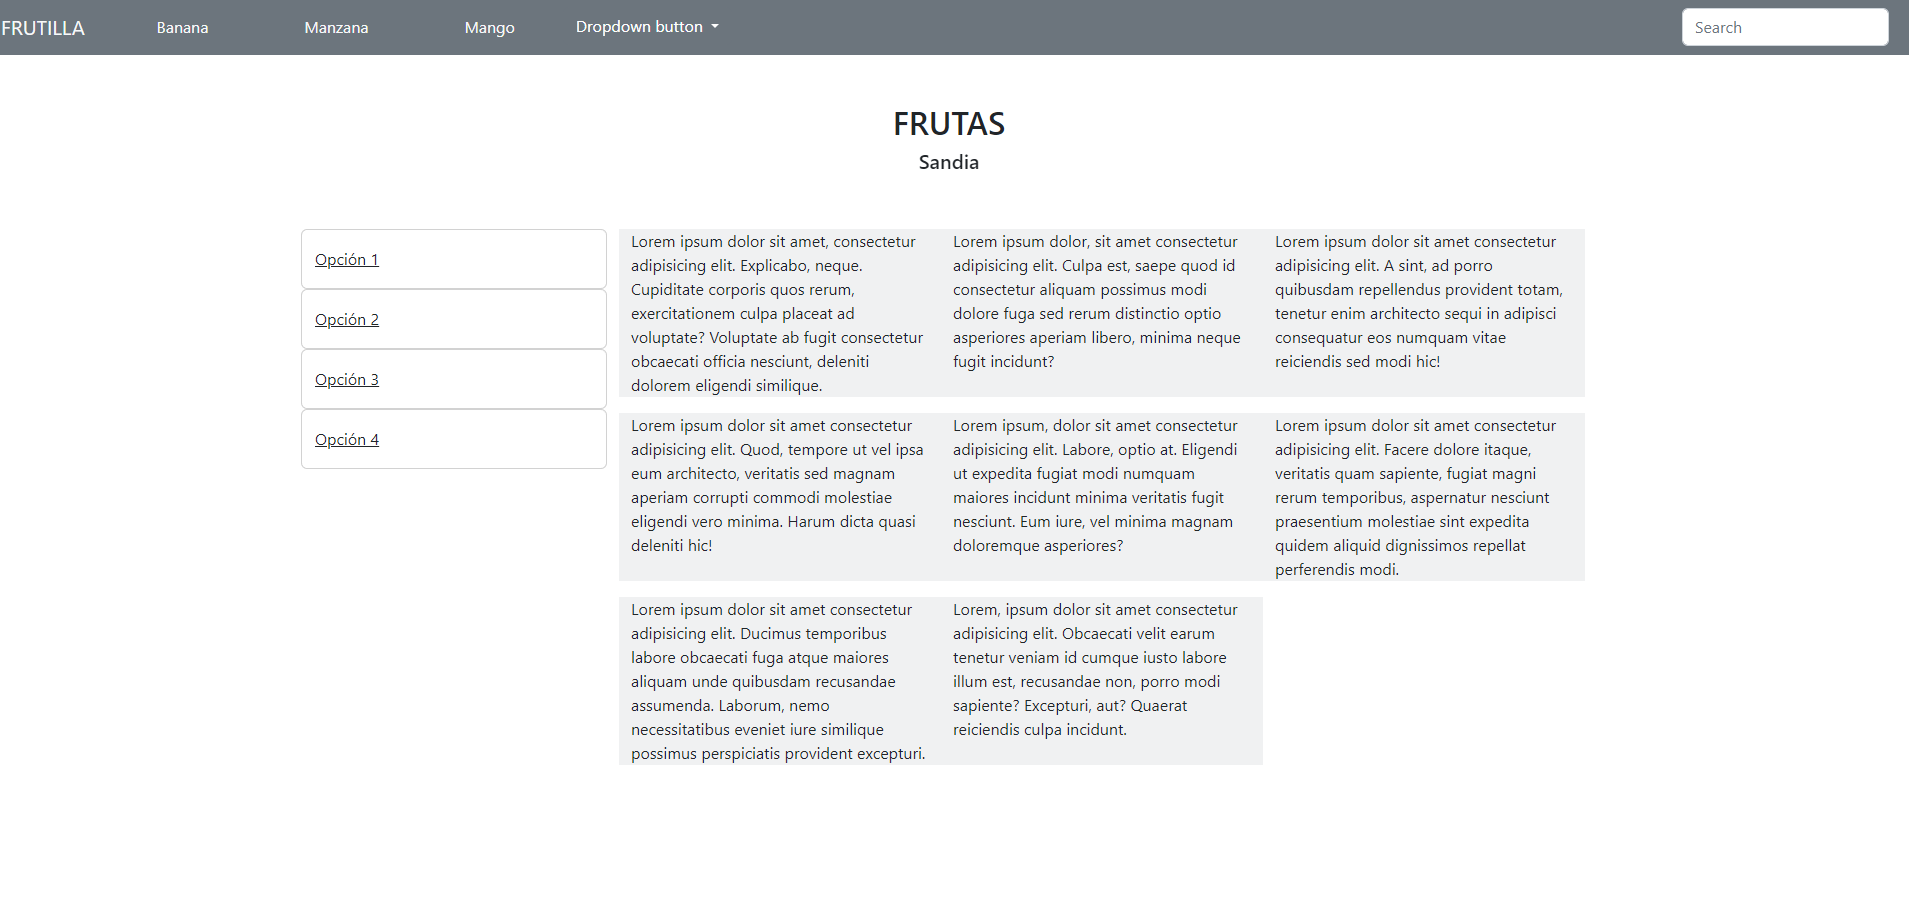 FRUTILLA Banana Manzana Mango Dropdown button Search
FRUTAS
Sandia
Opción 1
Opción 2
Opción 3
Opción 4
Lorem ipsum dolor sit amet, consectetur
adipisicing elit. Explicabo, neque.
Cupiditate corporis quos rerum,
exercitationem culpa placeat ad
voluptate? Voluptate ab fugit consectetur
obcaecati officia nesciunt, deleniti
dolorem eligendi similique.
Lorem ipsum dolor, sit amet consectetur
adipisicing elit. Culpa est, saepe quod id
consectetur aliquam possimus modi
dolore fuga sed rerum distinctio optio
asperiores aperiam libero, minima neque
fugit incidunt?
Lorem ipsum dolor sit amet consectetur
adipisicing elit. A sint, ad porro
quibusdam repellendus provident totam,
tenetur enim architecto sequi in adipisci
consequatur eos numquam vitae
reiciendis sed modi hic!
Lorem ipsum dolor sit amet consectetur
adipisicing elit. Quod, tempore ut vel ipsa
eum architecto, veritatis sed magnam
aperiam corrupti commodi molestiae
eligendi vero minima. Harum dicta quasi
deleniti hic!
Lorem ipsum, dolor sit amet consectetur
adipisicing elit. Labore, optio at. Eligendi
ut expedita fugiat modi numquam
maiores incidunt minima veritatis fugit
nesciunt. Eum iure, vel minima magnam
doloremque asperiores?
Lorem ipsum dolor sit amet consectetur
adipisicing elit. Facere dolore itaque,
veritatis quam sapiente, fugiat magni
rerum temporibus, aspernatur nesciunt
praesentium molestiae sint expedita
quidem aliquid dignissimos repellat
perferendis modi.
Lorem ipsum dolor sit amet consectetur
adipisicing elit. Ducimus temporibus
labore obcaecati fuga atque maiores
aliquam unde quibusdam recusandae
assumenda. Laborum, nemo
necessitatibus eveniet iure similique
possimus perspiciatis provident excepturi.
Lorem, ipsum dolor sit amet consectetur
adipisicing elit. Obcaecati velit earum
tenetur veniam id cumque iusto labore
illum est, recusandae non, porro modi
sapiente? Excepturi, aut? Quaerat
reiciendis culpa incidunt.